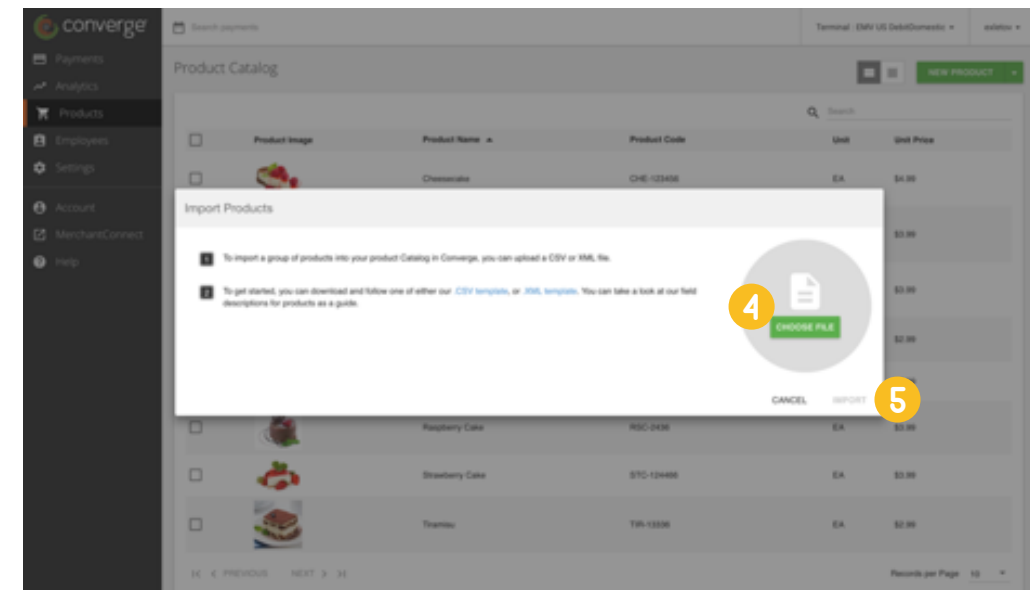 converge
Search payments
Terminal : EMV US DebitDomestic
Payments
Analytics
Products
Employees
Settings
Account
MerchantConnect
Help
Product Catalog
NEW PRODUCT
Search
Product Image Product Name Product Code Unit Unit Price
Cheesecake CHE-123456 EA $4.99
$3.99
$3.99
$2.99
Import Products
1 To import a group of products into your product Catalog in Converge, you can upload a CSV or XML file.
2 To get started, you can download and follow one of either our .CSV template, or .XML template. You can take a look at our field
descriptions for products as a guide.
4
CHOOSE FILE
CANCEL IMPORT
5
Raspberry Cake RSC-2436 EA $3.99
Strawberry Cake EA $3.99
Tiramisu EA $2.99
PREVIOUS NEXT
Records per Page 10